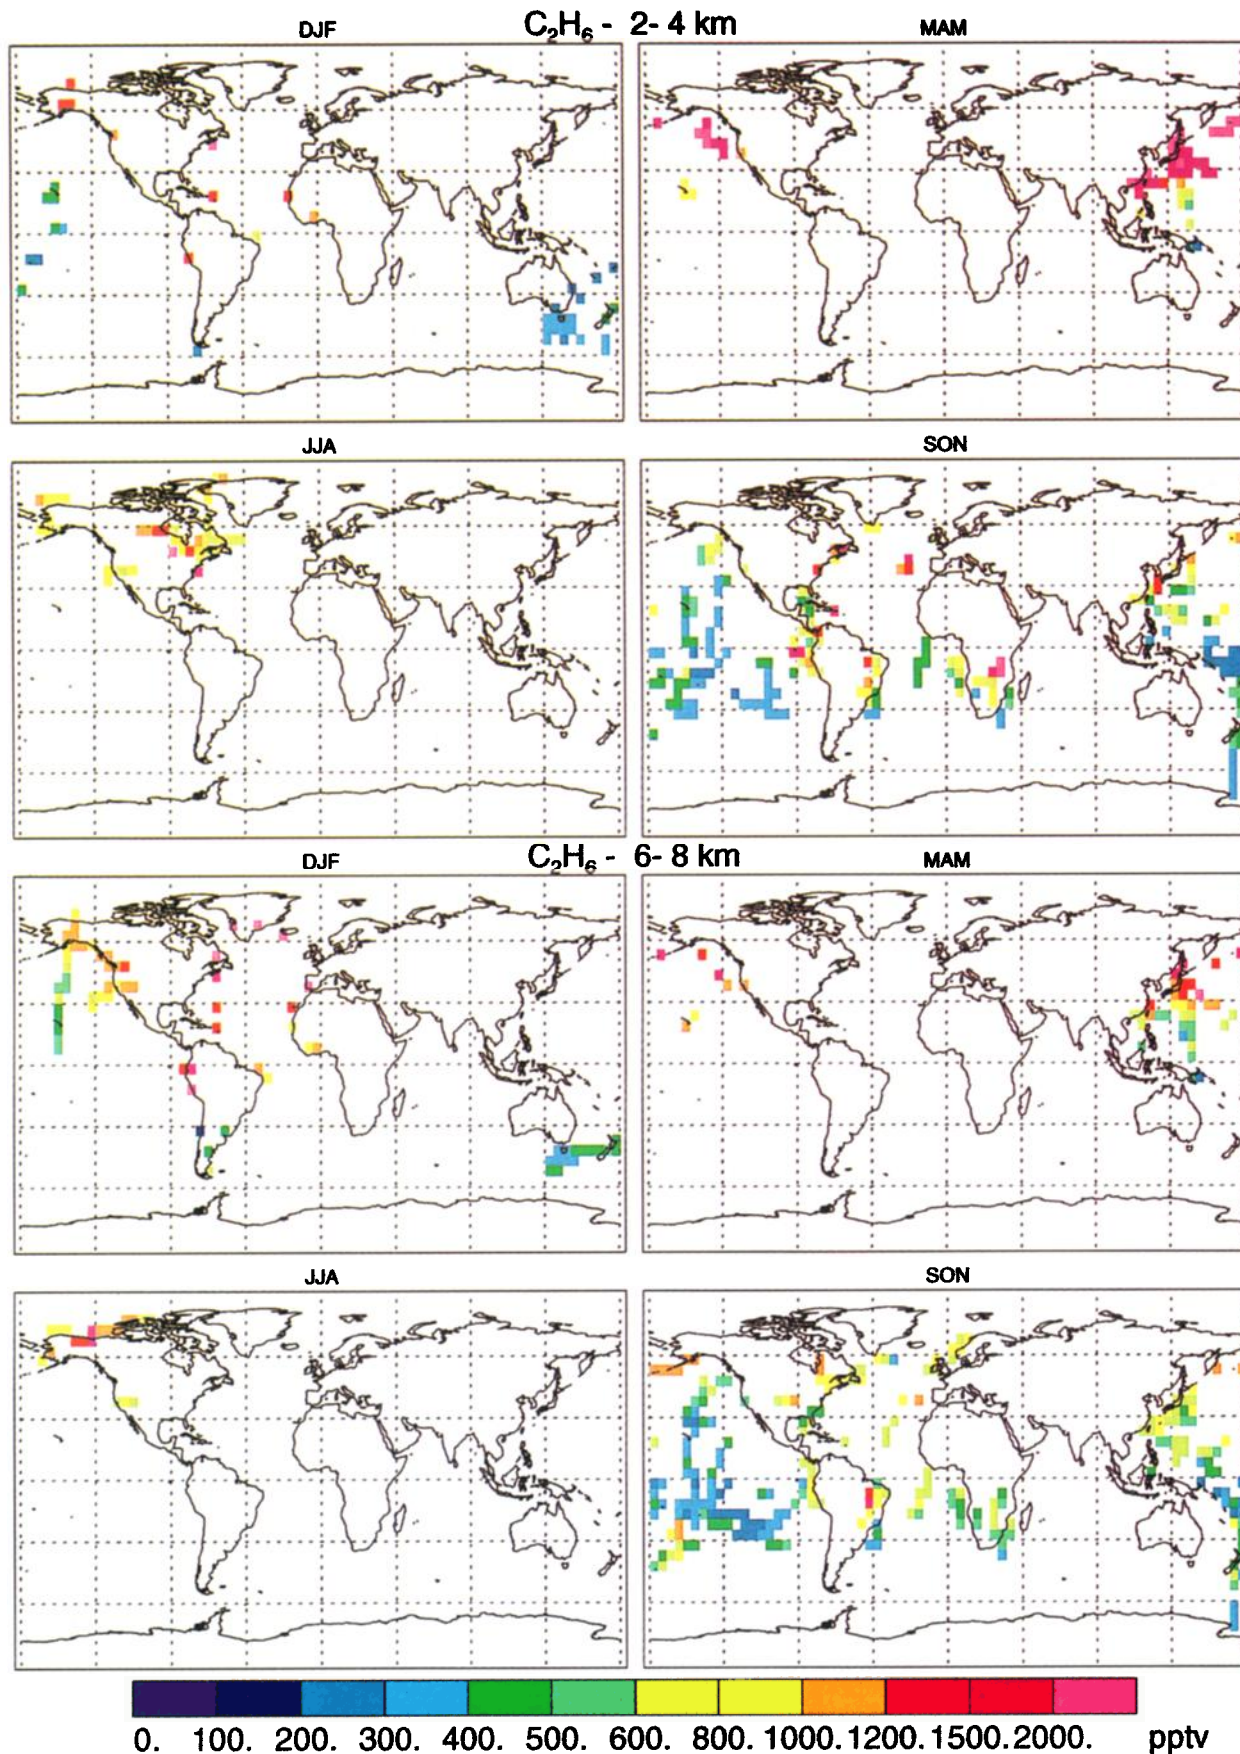 C₂H₆ - 2- 4 km
DJF
MAM
JJA
SON
C₂H₆ - 6- 8 km
DJF
MAM
JJA
SON
0. 100. 200. 300. 400. 500. 600. 800. 1000. 1200. 1500. 2000. pptv